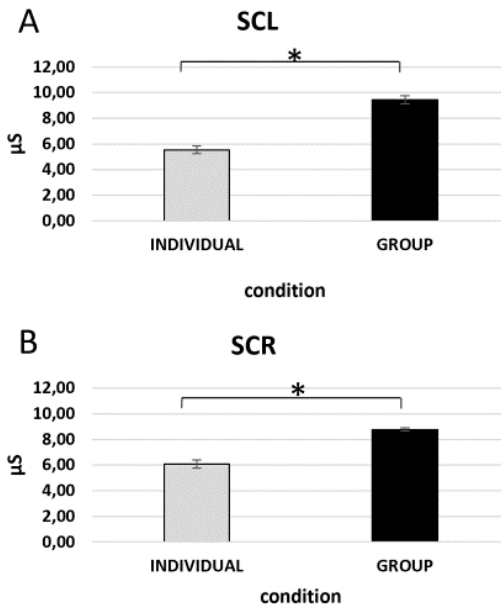 A
SCL
*
12,00
10,00
8,00
6,00
4,00
2,00
0,00
µS
INDIVIDUAL GROUP
condition
B
SCR
*
12,00
10,00
8,00
6,00
4,00
2,00
0,00
µS
INDIVIDUAL GROUP
condition